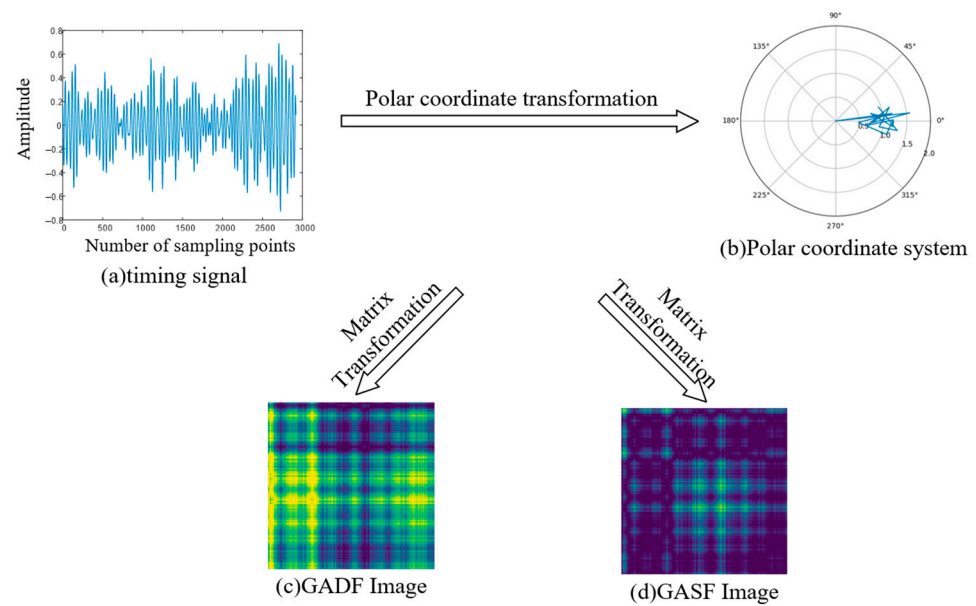 0.8
0.6
0.4
0.2
0
−0.2
−0.4
−0.6
−0.8
Amplitude
0 500 1000 1500 2000 2500 3000
Number of sampling points
(a)timing signal
Polar coordinate transformation
90°
135° 45°
180° 0°
0.5 1.0 1.5 2.0
225° 315°
270°
(b)Polar coordinate system
Matrix
Transformation
Matrix
Transformation
(c)GADF Image
(d)GASF Image